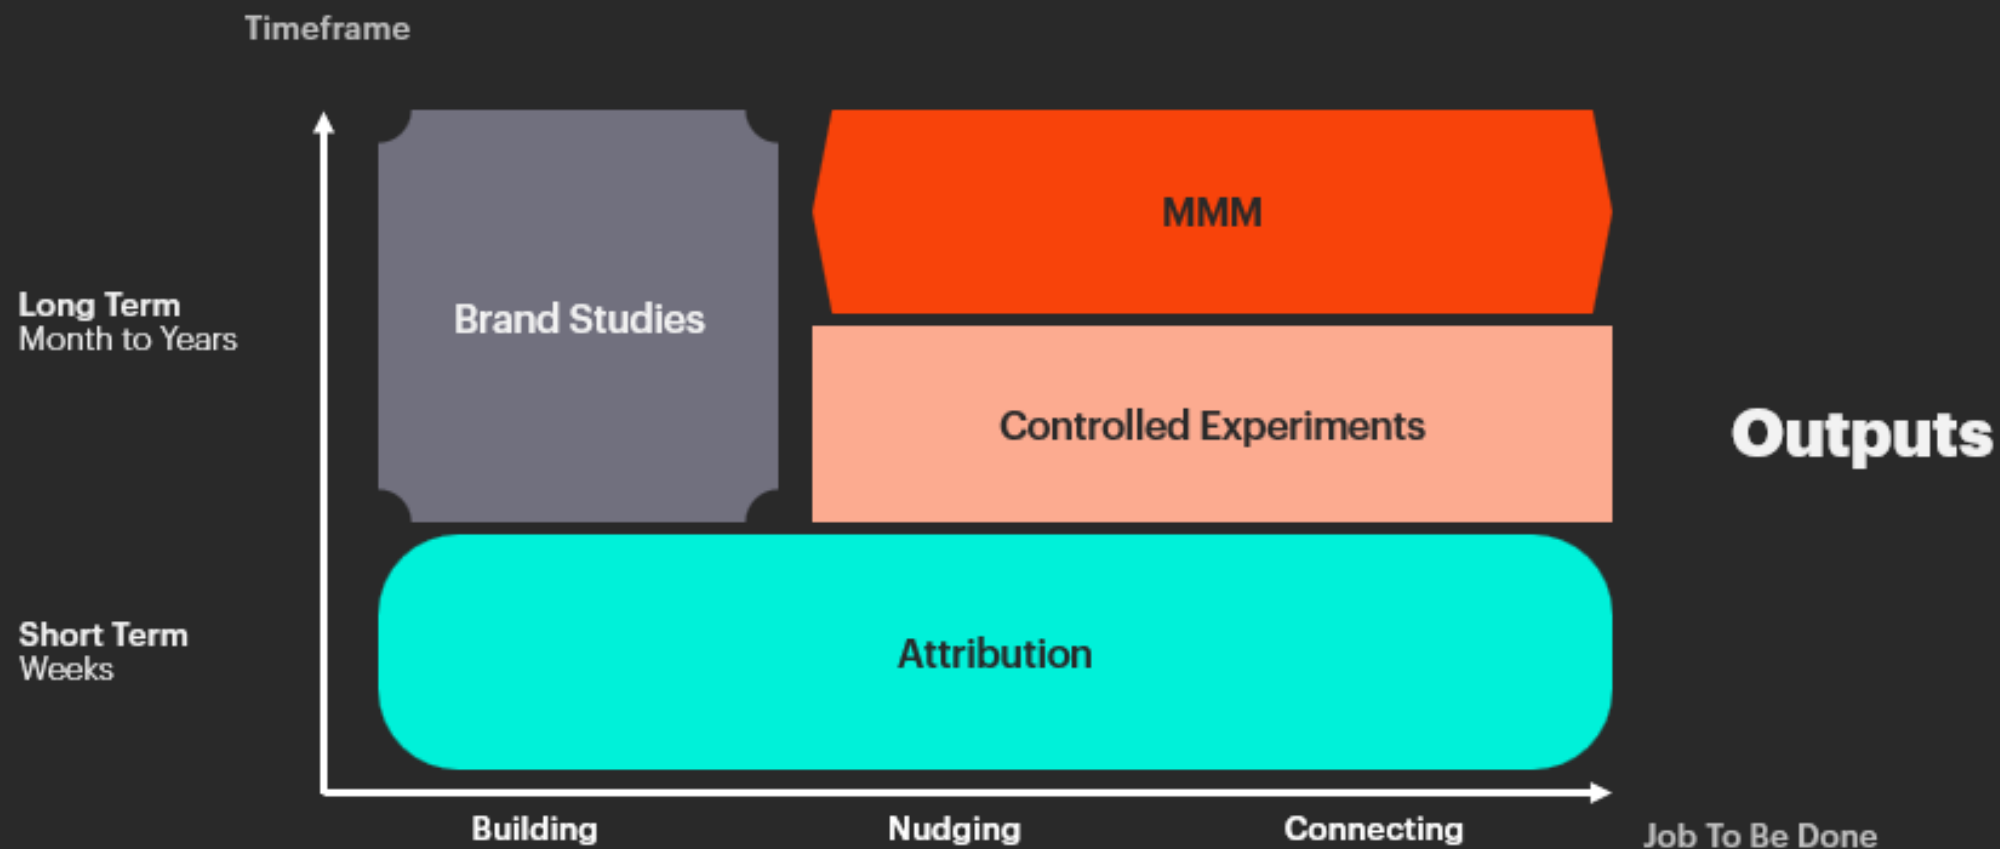 Timeframe
MMM
Brand Studies
Long Term
Month to Years
Controlled Experiments
Outputs
Short Term
Weeks
Attribution
Building
Nudging
Connecting
Job To Be Done